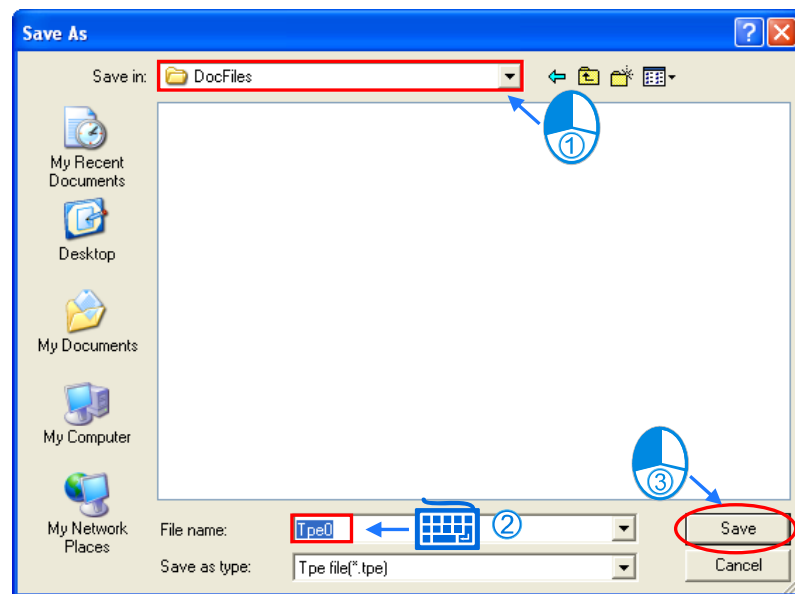 Save As
Save in:
DocFiles
①
My Recent
Documents
Desktop
My Documents
My Computer
③
My Network
Places
File name:
Tpe0
②
Save
Save as type:
Tpe file(*.tpe)
Cancel